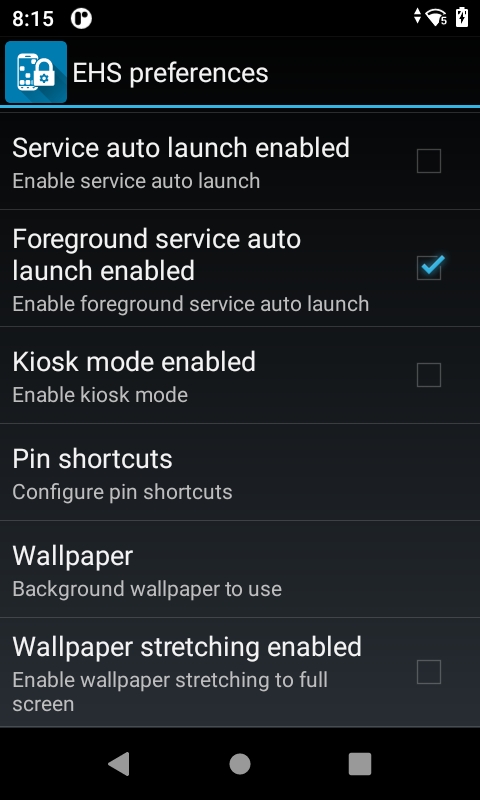 8:15
5
EHS preferences
Service auto launch enabled
Enable service auto launch
Foreground service auto
launch enabled
Enable foreground service auto launch
Kiosk mode enabled
Enable kiosk mode
Pin shortcuts
Configure pin shortcuts
Wallpaper
Background wallpaper to use
Wallpaper stretching enabled
Enable wallpaper stretching to full
screen